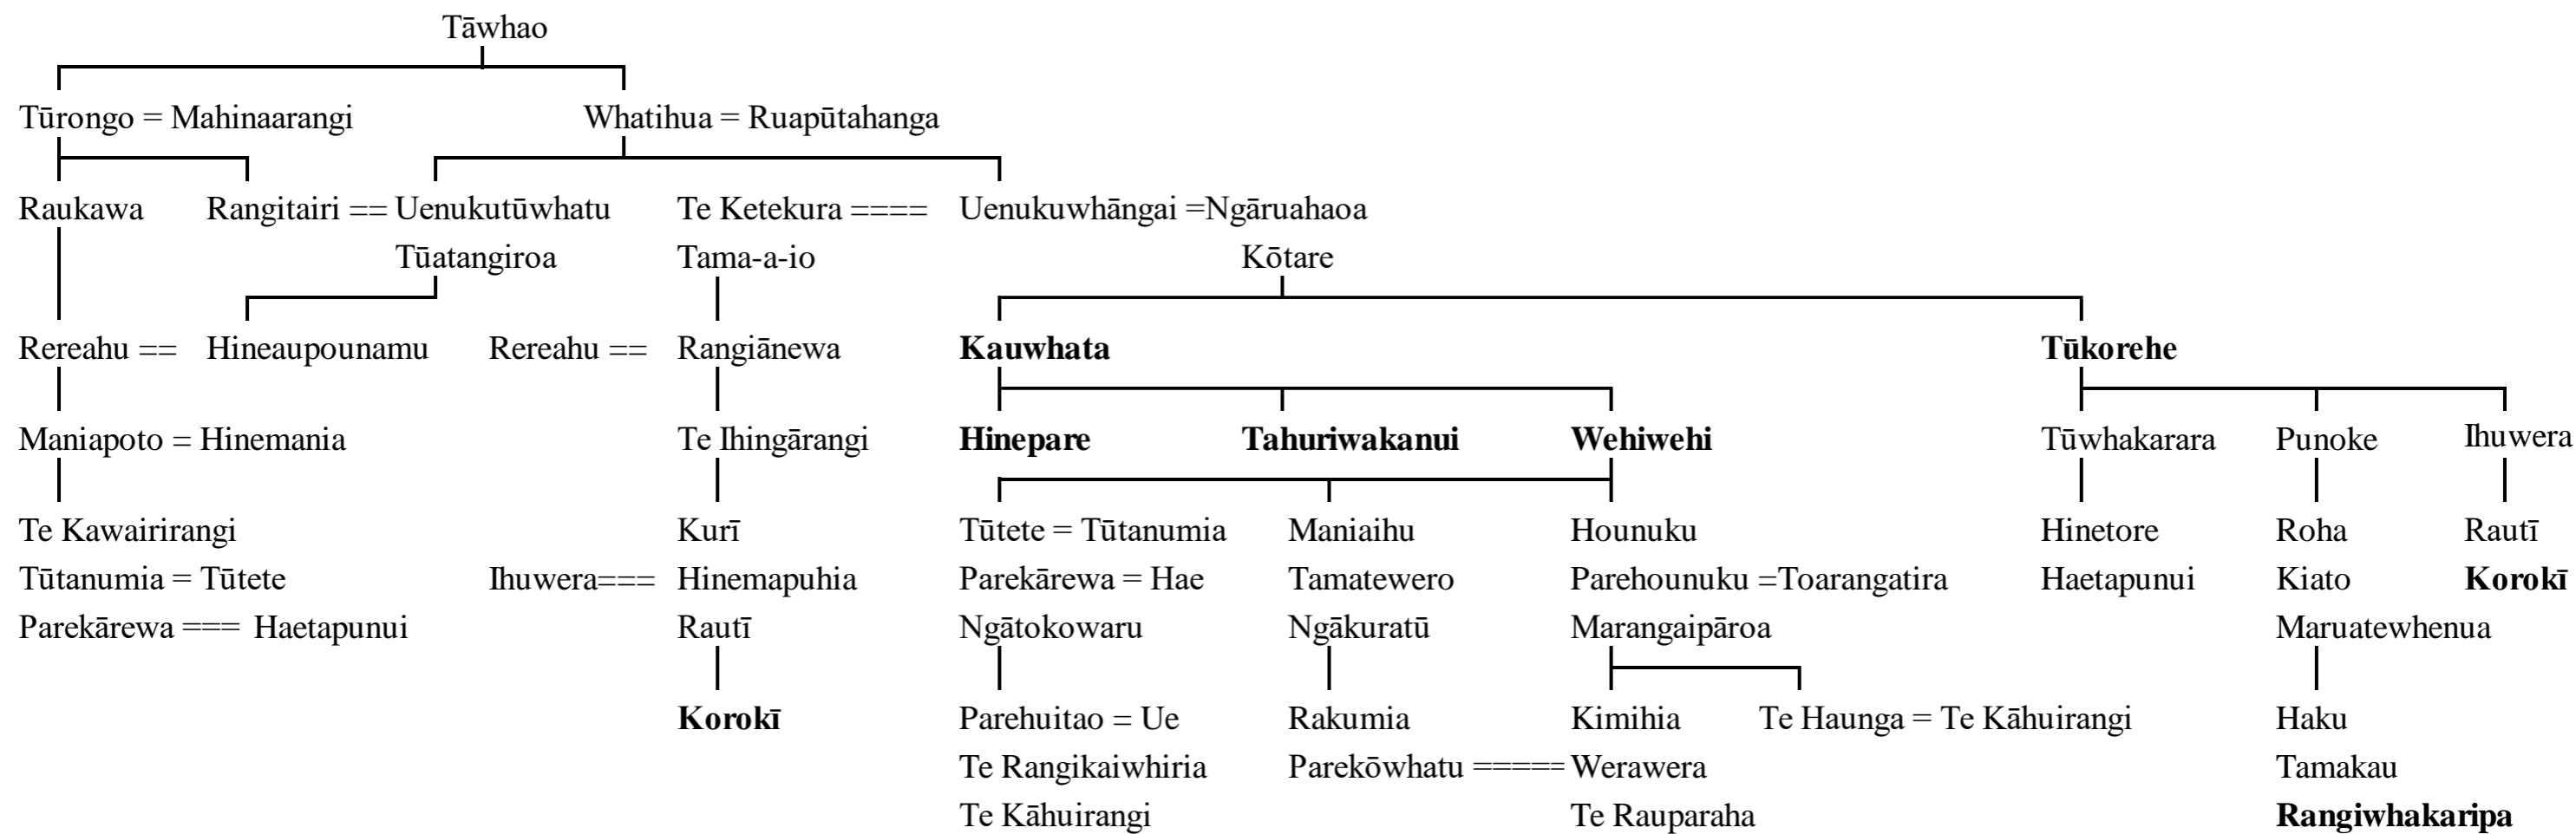 Tāwhao
Tūrongo = Mahinaarangi Whatihua = Ruapūtahanga
Raukawa Rangitairi == Uenukutūwhatu Te Ketekura ==== Uenukuwhāngai =Ngāruahaoa
Tūatangiroa Tama-a-io Kōtare
Rereahu == Hineaupounamu Rereahu == Rangiānewa Kauwhata Tūkorehe
Maniapoto = Hinemania Te Ihingārangi Hinepare Tahuriwakanui Wehiwehi Tūwhakarara Punoke Ihuwera
Te Kawairirangi Kurī Tūtete = Tūtanumia Maniaihu Hounuku Hinetore Roha Rautī
Tūtanumia = Tūtete Ihuwera=== Hinemapuhia Parekārewa = Hae Tamatewero Parehounuku =Toarangatira Haetapunui Kiato Korokī
Parekārewa === Haetapunui Rautī Ngātokowaru Ngākuratū Marangaipāroa Maruatewhenua
Korokī Parehuitao = Ue Rakumia Kimihia Te Haunga = Te Kāhuirangi Haku
Te Rangikaiwhiria Parekōwhatu ===== Werawera Tamakau
Te Kāhuirangi Te Rauparaha Rangiwhakaripa